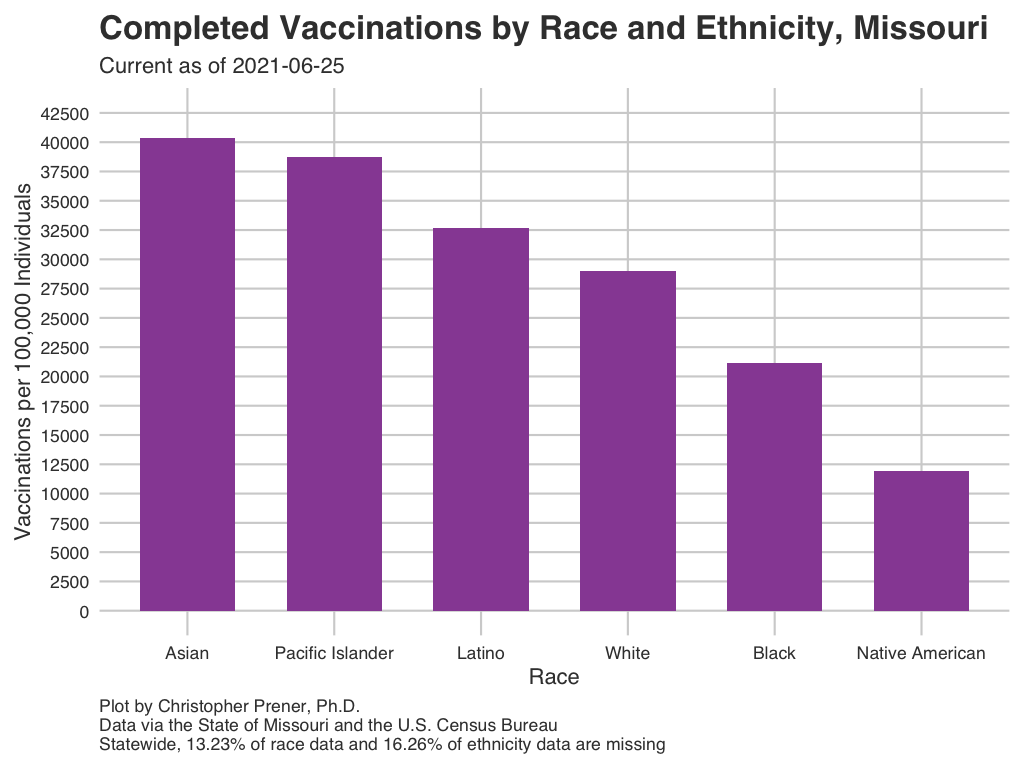 Completed Vaccinations by Race and Ethnicity, Missouri
Current as of 2021-06-25
Vaccinations per 100,000 Individuals
42500
40000
37500
35000
32500
30000
27500
25000
22500
20000
17500
15000
12500
10000
7500
5000
2500
0
Asian
Pacific Islander
Latino
White
Black
Native American
Race
Plot by Christopher Prener, Ph.D.
Data via the State of Missouri and the U.S. Census Bureau
Statewide, 13.23% of race data and 16.26% of ethnicity data are missing